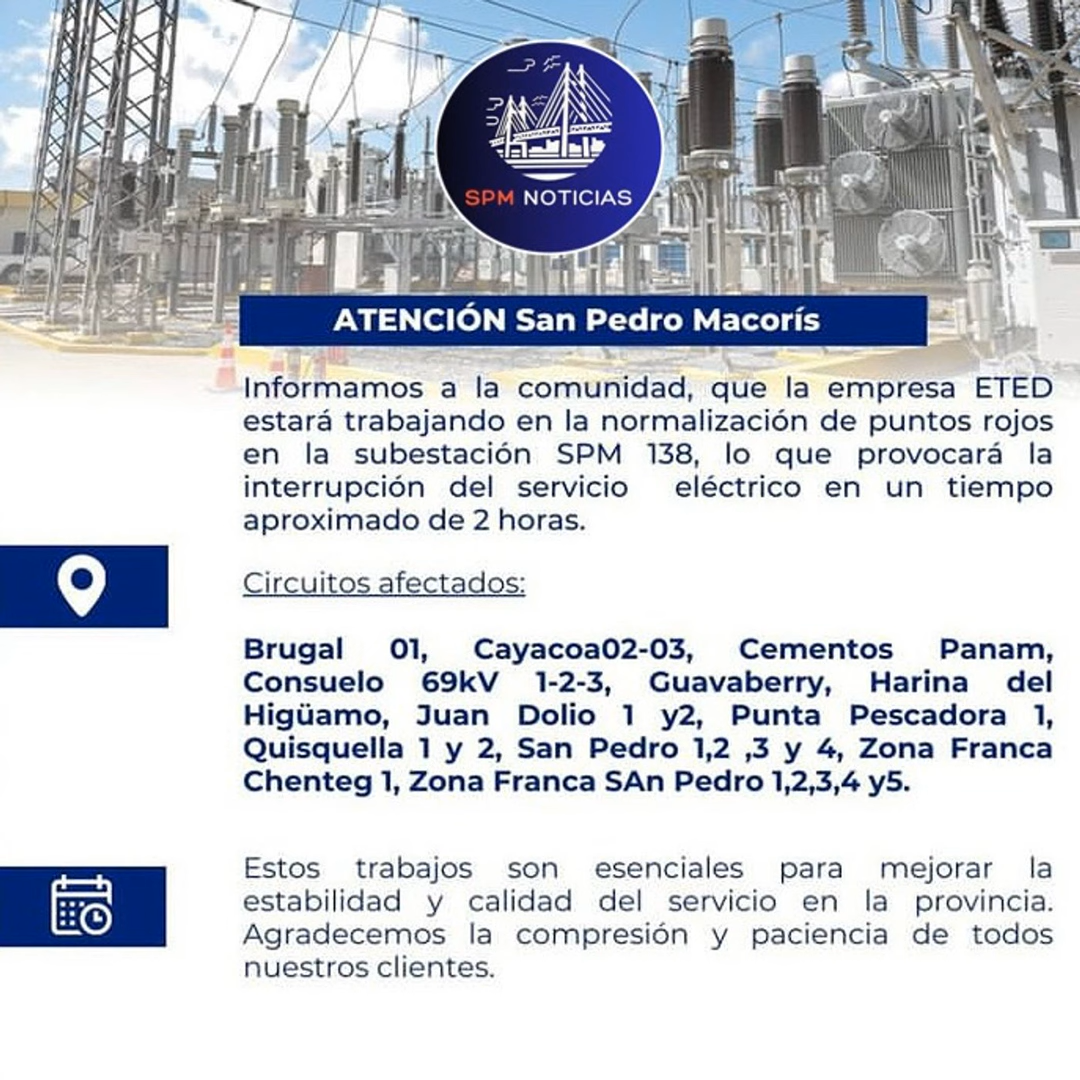 SPM NOTICIAS
ATENCIÓN San Pedro Macorís
Informamos a la comunidad, que la empresa ETED
estará trabajando en la normalización de puntos rojos
en la subestación SPM 138, lo que provocará la
interrupción del servicio eléctrico en un tiempo
aproximado de 2 horas.
Circuitos afectados:
Brugal 01, Cayacoa02-03, Cementos Panam,
Consuelo 69kV 1-2-3, Guavaberry, Harina del
Higüamo, Juan Dolio 1 y2, Punta Pescadora 1,
Quisquella 1 y 2, San Pedro 1,2 ,3 y 4, Zona Franca
Chenteg 1, Zona Franca SAn Pedro 1,2,3,4 y5.
Estos trabajos son esenciales para mejorar la
estabilidad y calidad del servicio en la provincia.
Agradecemos la compresión y paciencia de todos
nuestros clientes.